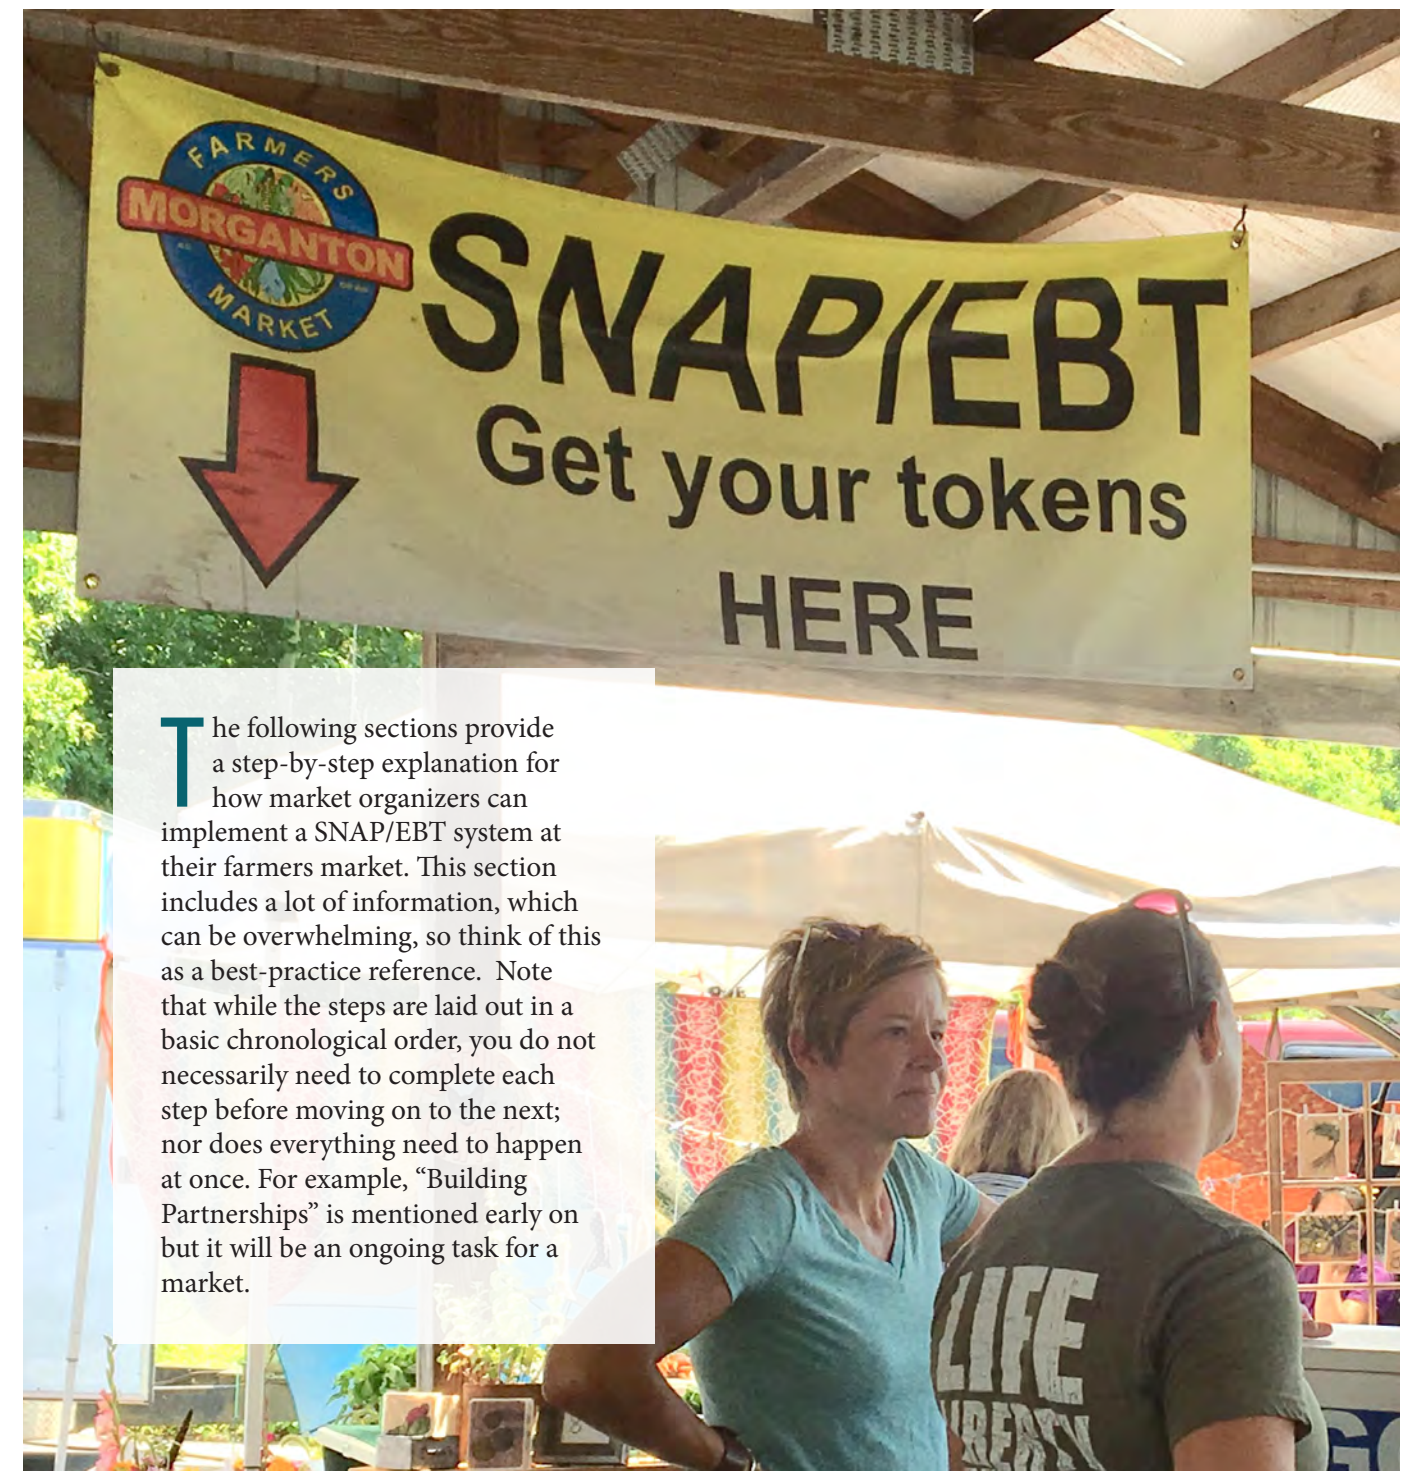 FARMERS
MORGANTON
MARKET
SNAP/EBT
Get your tokens
HERE
The following sections provide
a step-by-step explanation for
how market organizers can
implement a SNAP/EBT system at
their farmers market. This section
includes a lot of information, which
can be overwhelming, so think of this
as a best-practice reference.  Note
that while the steps are laid out in a
basic chronological order, you do not
necessarily need to complete each
step before moving on to the next;
nor does everything need to happen
at once. For example, “Building
Partnerships” is mentioned early on
but it will be an ongoing task for a
market.
LIFE
LIBERTY